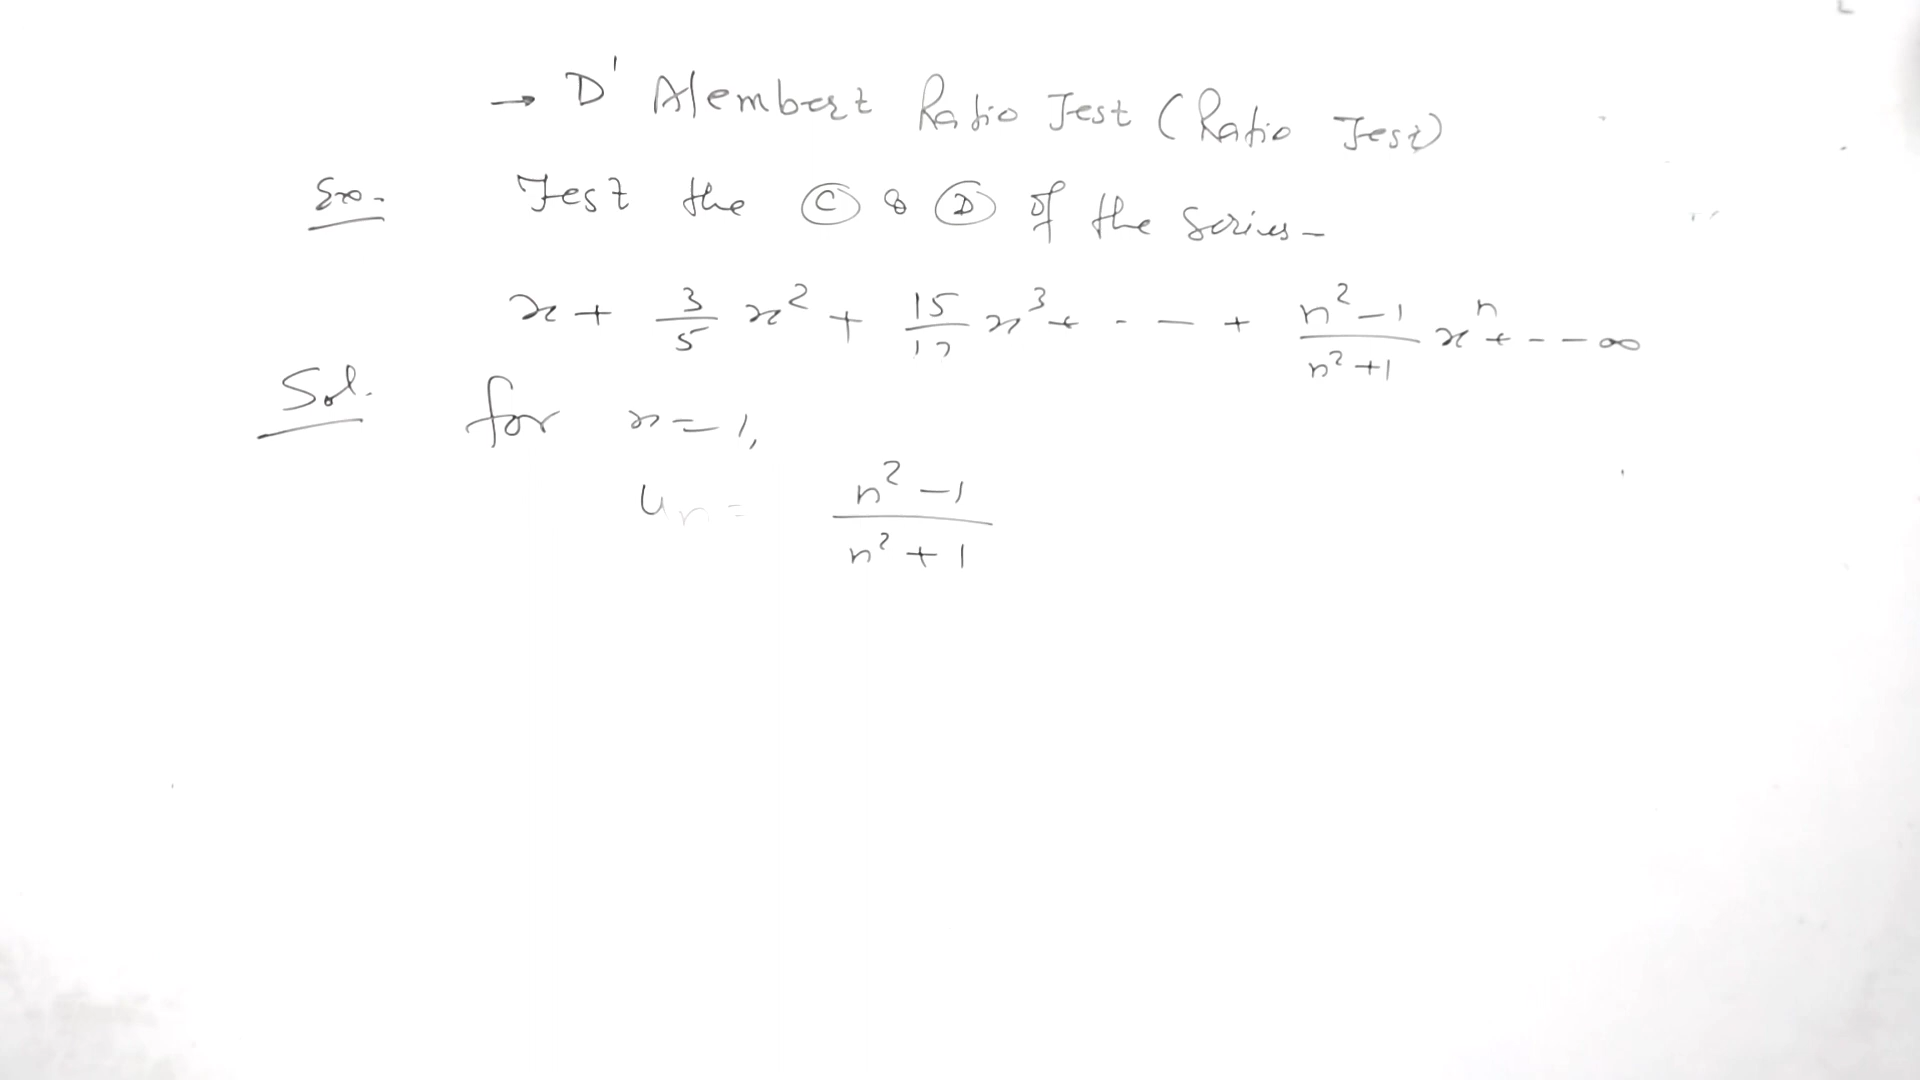 → D' Alembert Ratio Test (Ratio Test)
Ex. Test the Ⓒ & Ⓓ of the Series –
x + 3/5 x² + 15/17 x³ + - - + (n²-1)/(n²+1) xⁿ + - - ∞
Sol. for x = 1,
uₙ = (n²-1)/(n²+1)